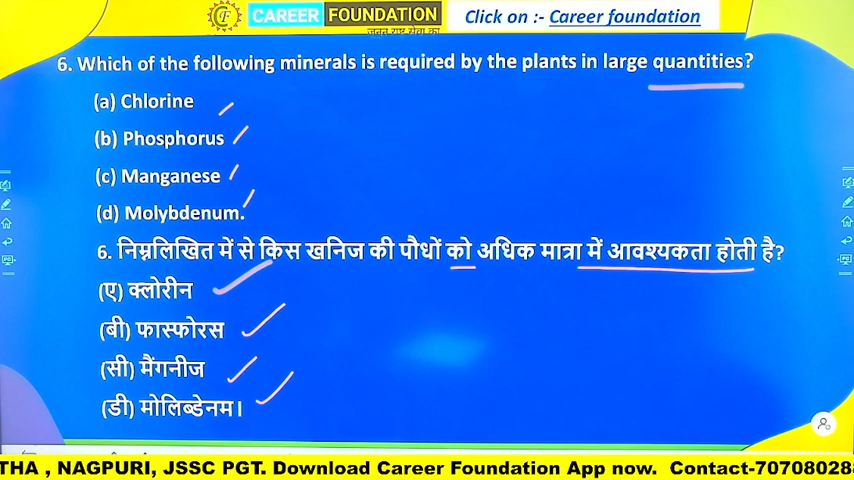 CAREER FOUNDATION
Click on :- Career foundation
6. Which of the following minerals is required by the plants in large quantities?
(a) Chlorine
(b) Phosphorus
(c) Manganese
(d) Molybdenum.
6. निम्नलिखित में से किस खनिज की पौधों को अधिक मात्रा में आवश्यकता होती है?
(ए) क्लोरीन
(बी) फास्फोरस
(सी) मैंगनीज
(डी) मोलिब्डेनम।
THA , NAGPURI, JSSC PGT. Download Career Foundation App now. Contact-70708028